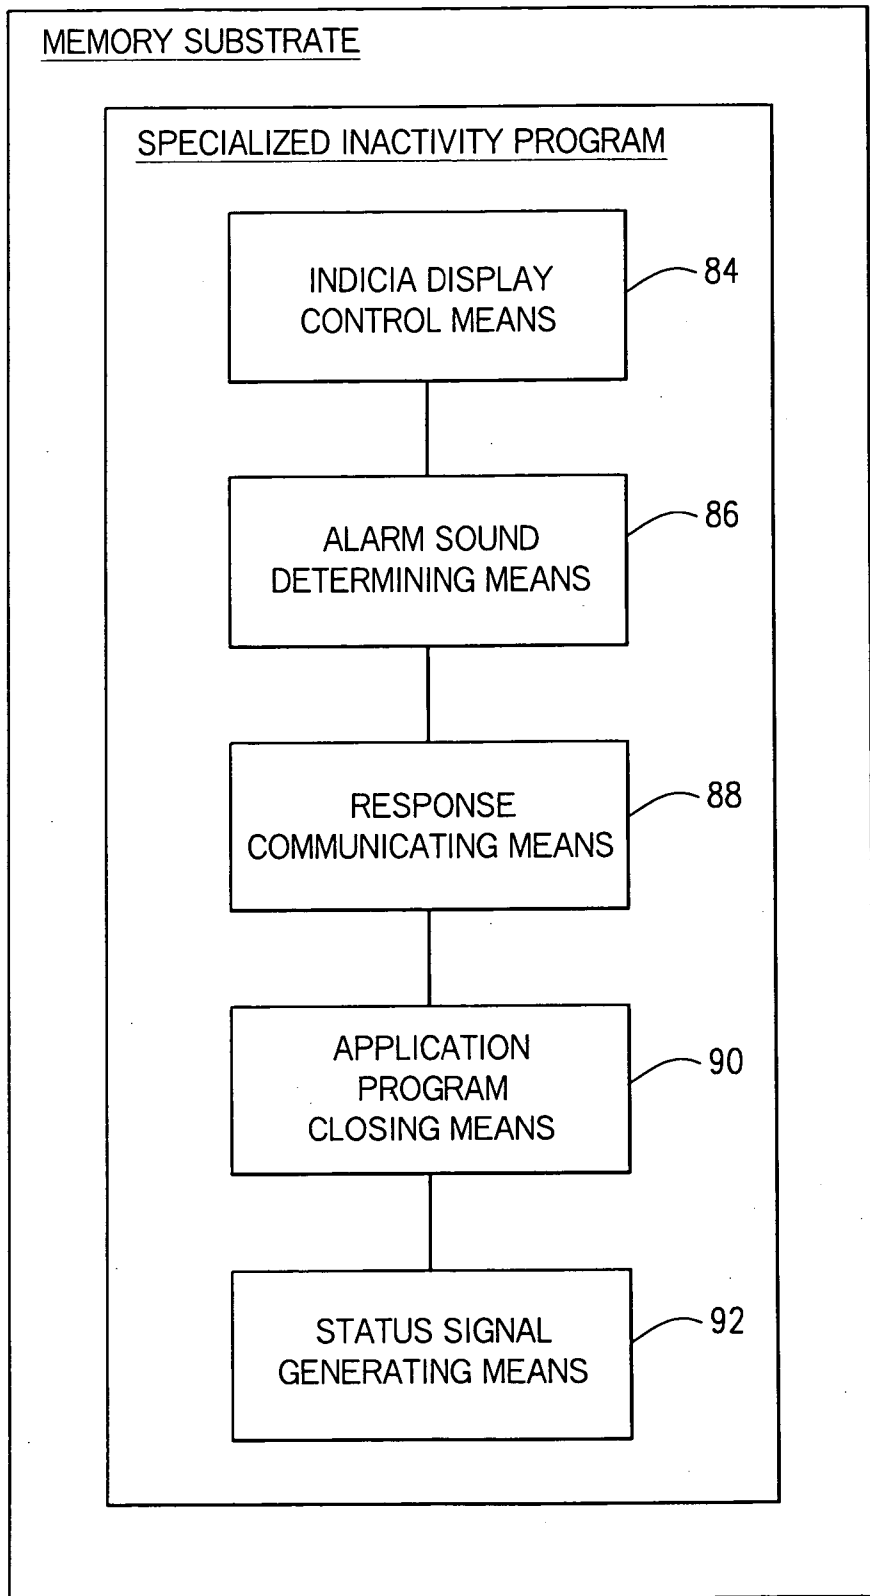 MEMORY SUBSTRATE
SPECIALIZED INACTIVITY PROGRAM
INDICIA DISPLAY
CONTROL MEANS
84
ALARM SOUND
DETERMINING MEANS
86
RESPONSE
COMMUNICATING MEANS
88
APPLICATION
PROGRAM
CLOSING MEANS
90
STATUS SIGNAL
GENERATING MEANS
92